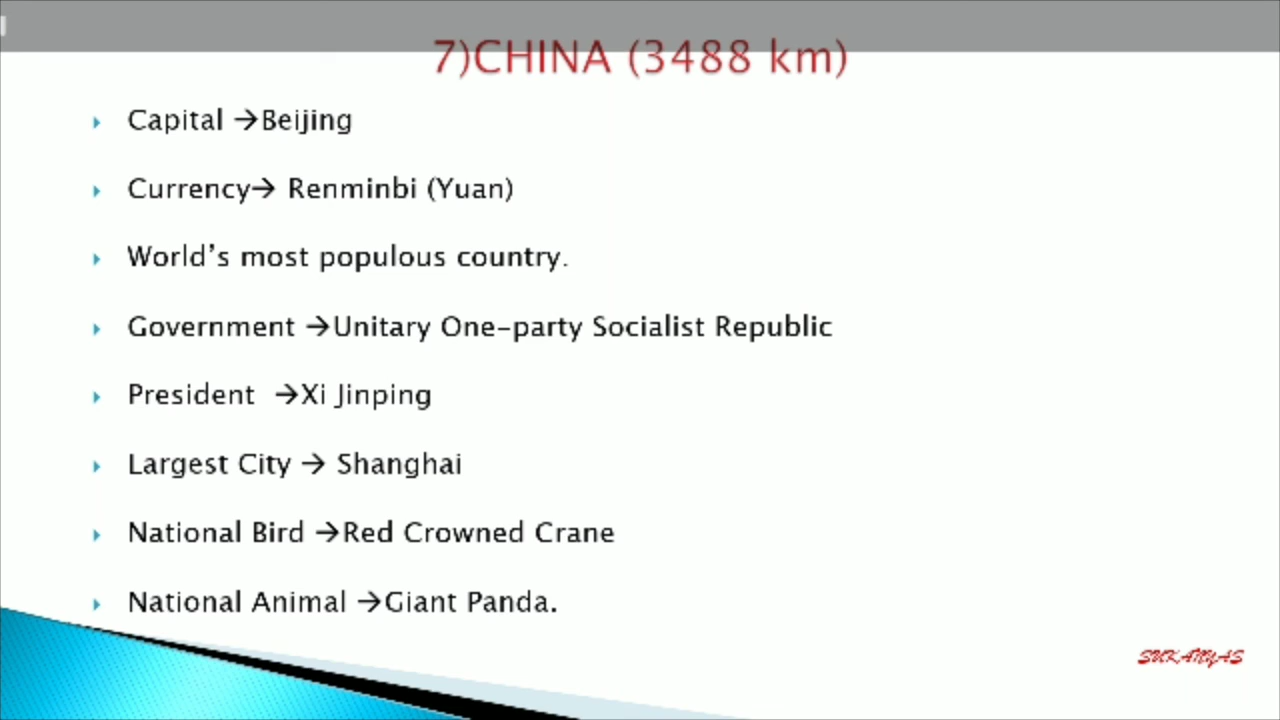 7)CHINA (3488 km)
Capital →Beijing
Currency→ Renminbi (Yuan)
World's most populous country.
Government →Unitary One-party Socialist Republic
President →Xi Jinping
Largest City → Shanghai
National Bird →Red Crowned Crane
National Animal →Giant Panda.
SUKANYAS